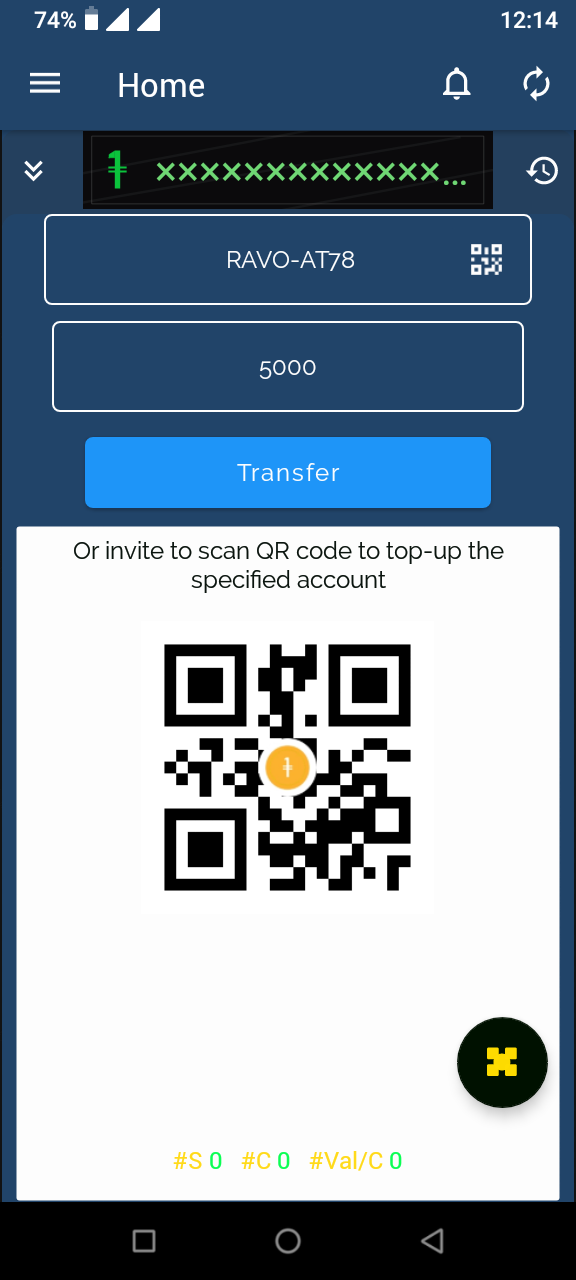 74% 12:14
Home
×××××××××××××...
RAVO-AT78
5000
Transfer
Or invite to scan QR code to top-up the
specified account
#S 0 #C 0 #Val/C 0